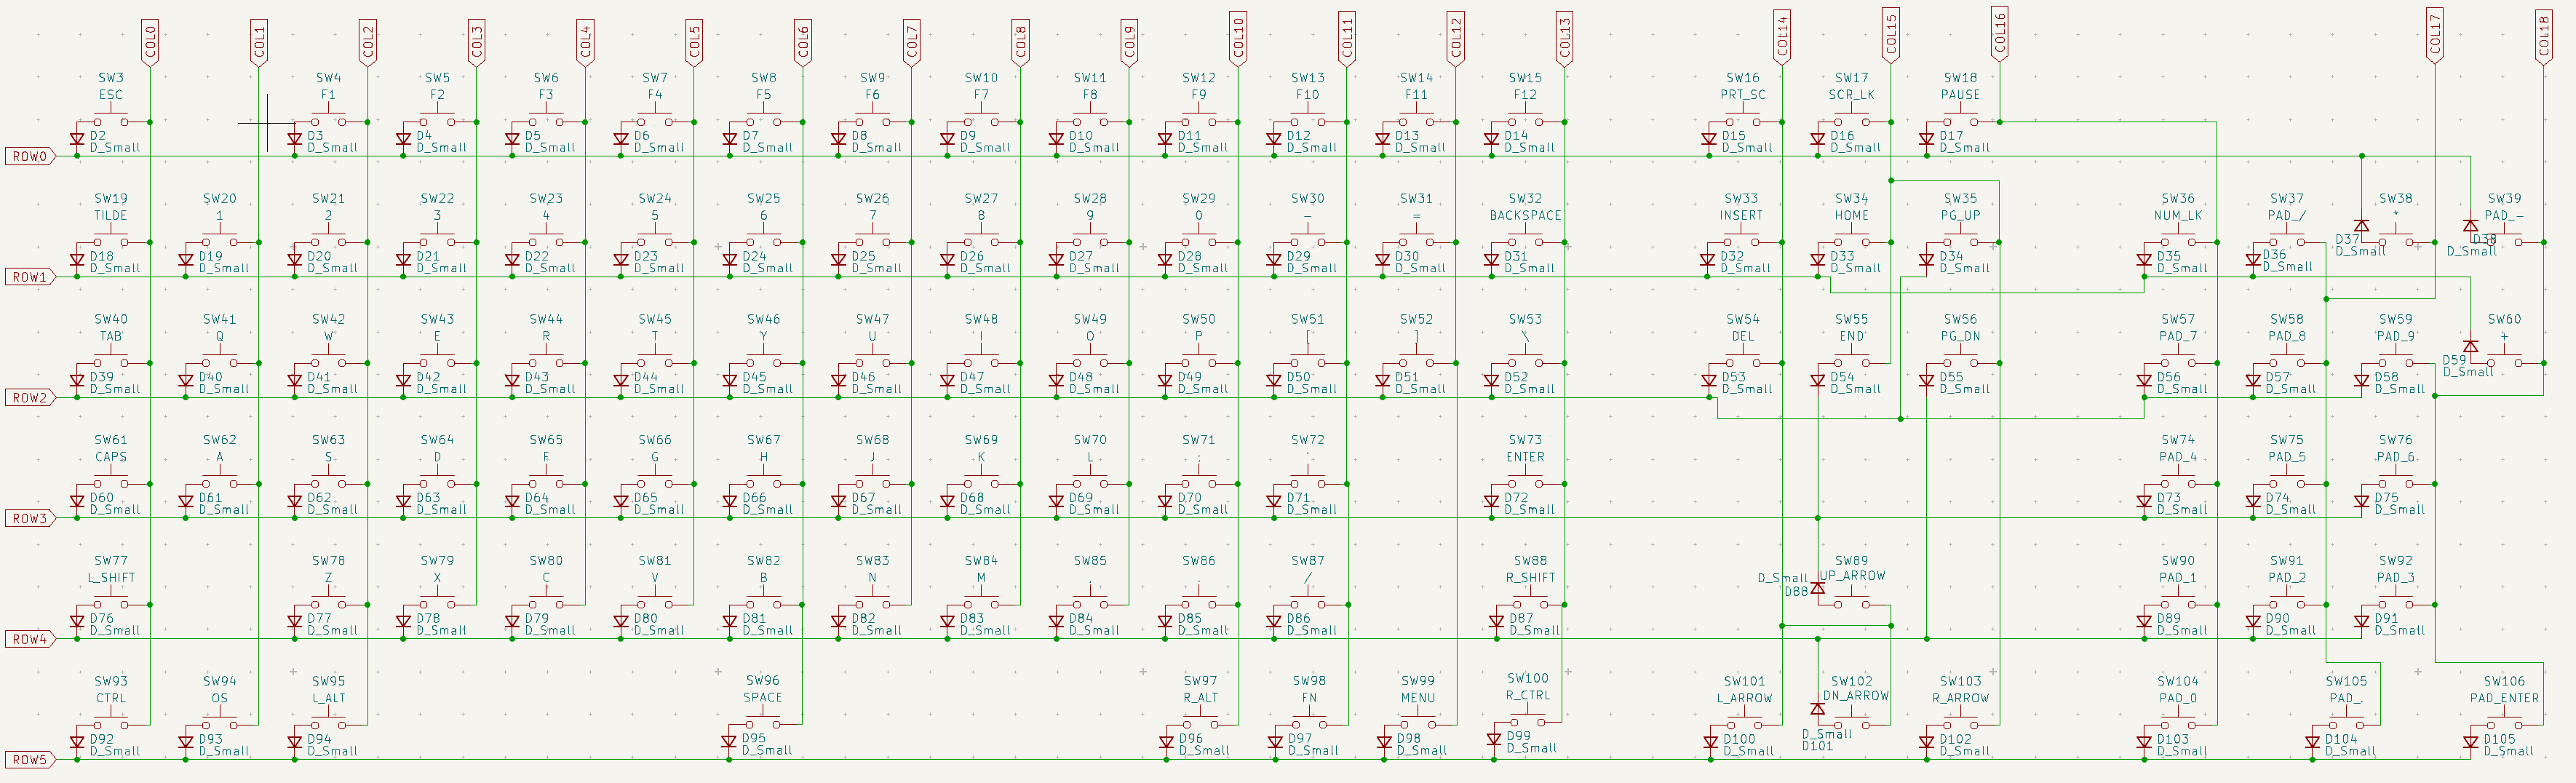 COL0 COL1 COL2 COL3 COL4 COL5 COL6 COL7 COL8 COL9 COL10 COL11 COL12 COL13 COL14 COL15 COL16 COL17 COL18
SW3 SW4 SW5 SW6 SW7 SW8 SW9 SW10 SW11 SW12 SW13 SW14 SW15 SW16 SW17 SW18
ESC F1 F2 F3 F4 F5 F6 F7 F8 F9 F10 F11 F12 PRT_SC SCR_LK PAUSE
D2 D3 D4 D5 D6 D7 D8 D9 D10 D11 D12 D13 D14 D15 D16 D17
D_Small D_Small D_Small D_Small D_Small D_Small D_Small D_Small D_Small D_Small D_Small D_Small D_Small D_Small D_Small D_Small
ROW0
SW19 SW20 SW21 SW22 SW23 SW24 SW25 SW26 SW27 SW28 SW29 SW30 SW31 SW32 SW33 SW34 SW35 SW36 SW37 SW38 SW39
TILDE 1 2 3 4 5 6 7 8 9 0 - = BACKSPACE INSERT HOME PG_UP NUM_LK PAD_/ * PAD_-
D37 D38
D18 D19 D20 D21 D22 D23 D24 D25 D26 D27 D28 D29 D30 D31 D32 D33 D34 D35 D36 D_Small D_Small
D_Small D_Small D_Small D_Small D_Small D_Small D_Small D_Small D_Small D_Small D_Small D_Small D_Small D_Small D_Small D_Small D_Small D_Small D_Small
ROW1
SW40 SW41 SW42 SW43 SW44 SW45 SW46 SW47 SW48 SW49 SW50 SW51 SW52 SW53 SW54 SW55 SW56 SW57 SW58 SW59 SW60
TAB Q W E R T Y U I O P [ ] \ DEL END PG_DN PAD_7 PAD_8 PAD_9 +
D59
D_Small
D39 D40 D41 D42 D43 D44 D45 D46 D47 D48 D49 D50 D51 D52 D53 D54 D55 D56 D57 D58
D_Small D_Small D_Small D_Small D_Small D_Small D_Small D_Small D_Small D_Small D_Small D_Small D_Small D_Small D_Small D_Small D_Small D_Small D_Small D_Small
ROW2
SW61 SW62 SW63 SW64 SW65 SW66 SW67 SW68 SW69 SW70 SW71 SW72 SW73 SW74 SW75 SW76
CAPS A S D F G H J K L ; ' ENTER PAD_4 PAD_5 PAD_6
D60 D61 D62 D63 D64 D65 D66 D67 D68 D69 D70 D71 D72 D73 D74 D75
D_Small D_Small D_Small D_Small D_Small D_Small D_Small D_Small D_Small D_Small D_Small D_Small D_Small D_Small D_Small D_Small
ROW3
SW77 SW78 SW79 SW80 SW81 SW82 SW83 SW84 SW85 SW86 SW87 SW88 SW89 SW90 SW91 SW92
L_SHIFT Z X C V B N M , . / R_SHIFT UP_ARROW PAD_1 PAD_2 PAD_3
D_Small
D88
D76 D77 D78 D79 D80 D81 D82 D83 D84 D85 D86 D87 D89 D90 D91
D_Small D_Small D_Small D_Small D_Small D_Small D_Small D_Small D_Small D_Small D_Small D_Small D_Small D_Small D_Small
ROW4
SW93 SW94 SW95 SW96 SW97 SW98 SW99 SW100 SW101 SW102 SW103 SW104 SW105 SW106
CTRL OS L_ALT SPACE R_ALT FN MENU R_CTRL L_ARROW DN_ARROW R_ARROW PAD_0 PAD_. PAD_ENTER
D92 D93 D94 D95 D96 D97 D98 D99 D100 D_Small D102 D103 D104 D105
D_Small D_Small D_Small D_Small D_Small D_Small D_Small D_Small D_Small D101 D_Small D_Small D_Small D_Small
ROW5